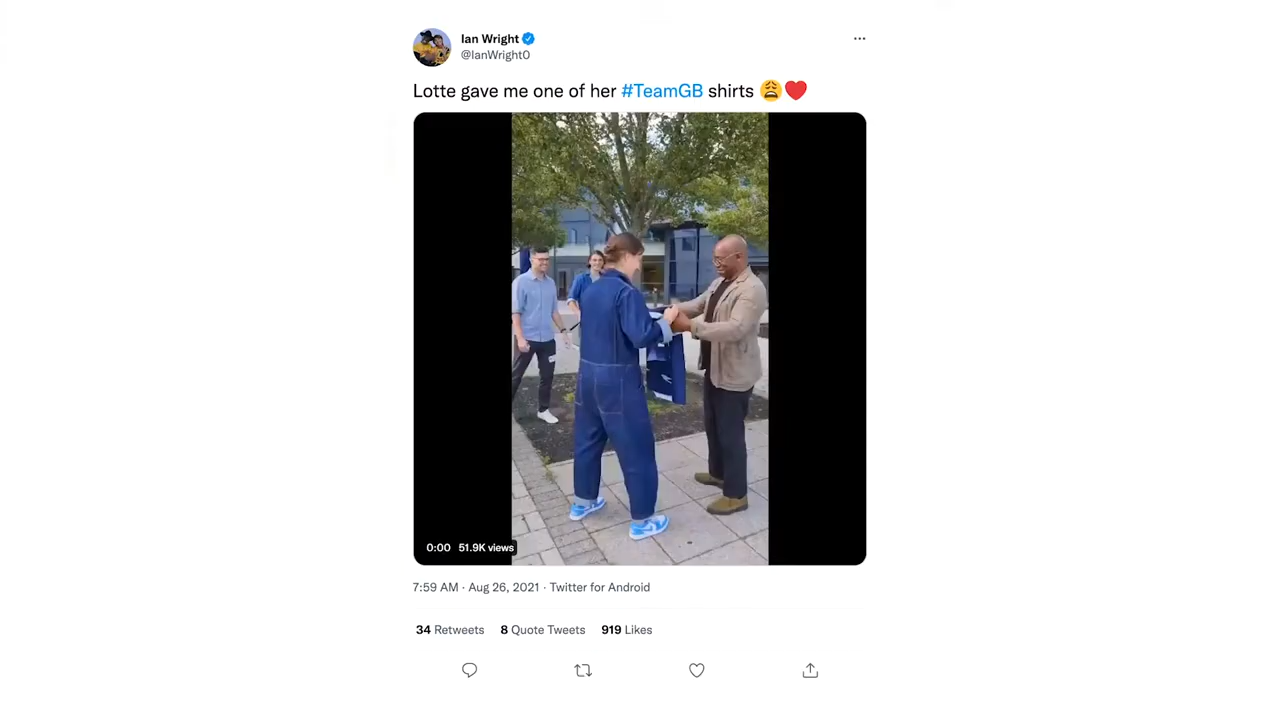 Ian Wright
@IanWright0
Lotte gave me one of her #TeamGB shirts 😩❤️
0:00 51.9K views
7:59 AM · Aug 26, 2021 · Twitter for Android
34 Retweets 8 Quote Tweets 919 Likes